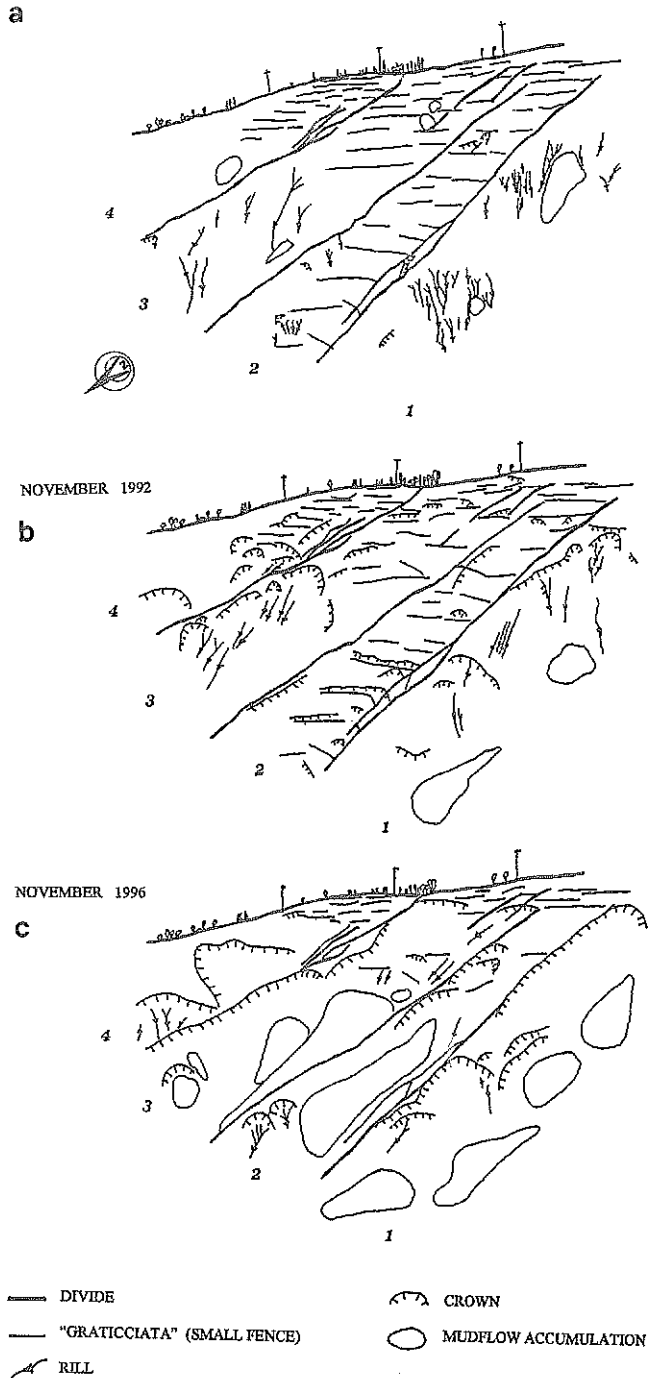 a
4
3
2
1
NOVEMBER 1992
b
4
3
2
1
NOVEMBER 1996
c
4
3
2
1
DIVIDE
CROWN
"GRATICCIATA" (SMALL FENCE)
MUDFLOW ACCUMULATION
RILL